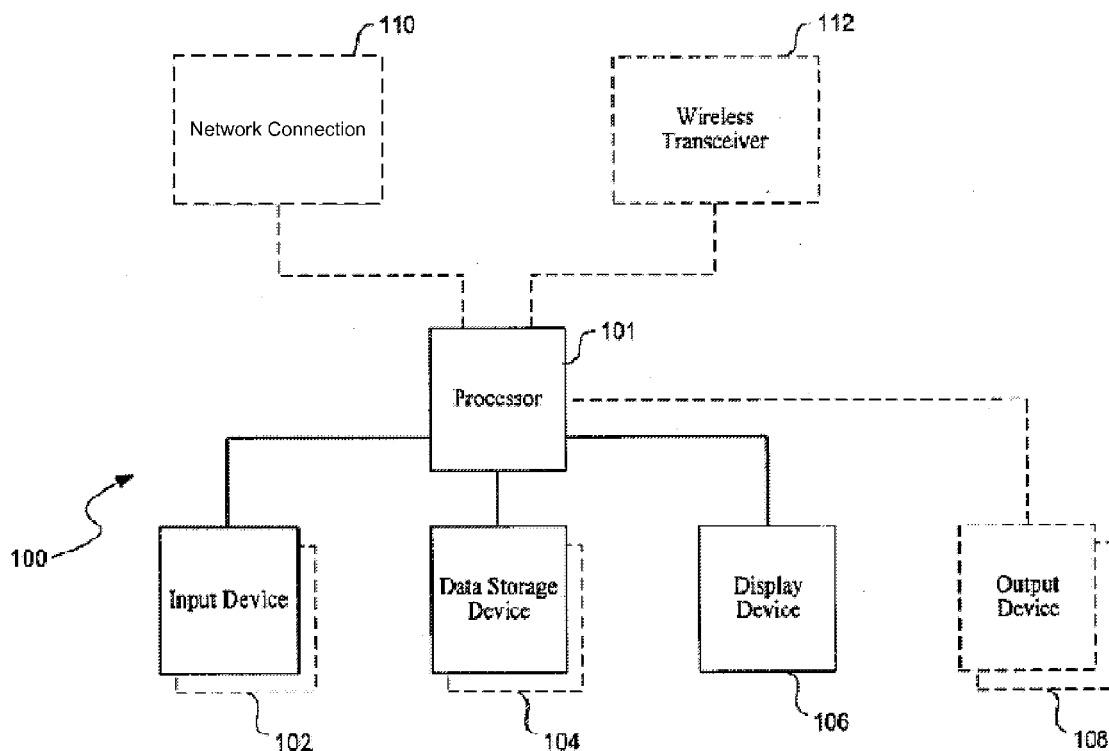 110
112
Network Connection
Wireless
Transceiver
101
Processor
100
Input Device
Data Storage
Device
Display
Device
Output
Device
102
104
106
108